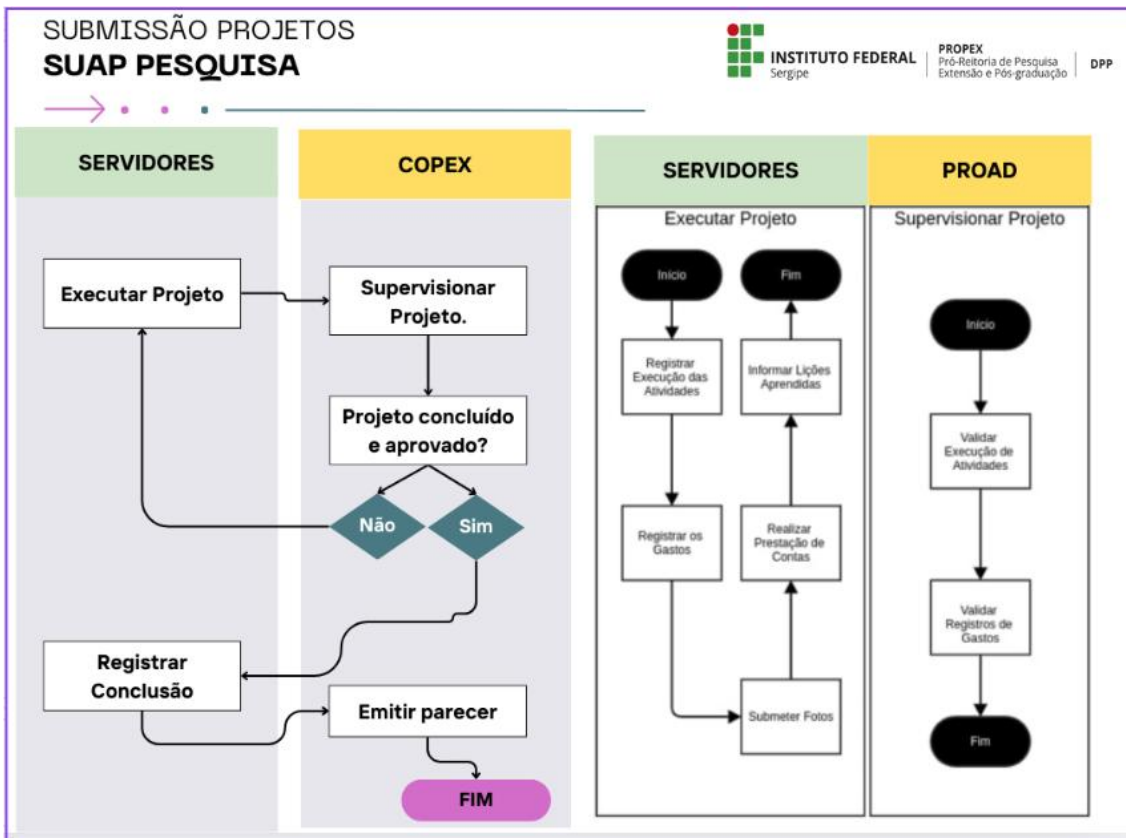 SUBMISSÃO PROJETOS
SUAP PESQUISA
INSTITUTO FEDERAL
Sergipe
PROPEX
Pró-Reitoria de Pesquisa
Extensão e Pós-graduação
DPP
SERVIDORES
COPEX
Executar Projeto
Supervisionar
Projeto.
Projeto concluído
e aprovado?
Não
Sim
Registrar
Conclusão
Emitir parecer
FIM
SERVIDORES
PROAD
Executar Projeto
Início
Registrar
Execução das
Atividades
Registrar os
Gastos
Submeter Fotos
Realizar
Prestação de
Contas
Informar Lições
Aprendidas
Fim
Supervisionar Projeto
Início
Validar
Execução de
Atividades
Validar
Registros de
Gastos
Fim